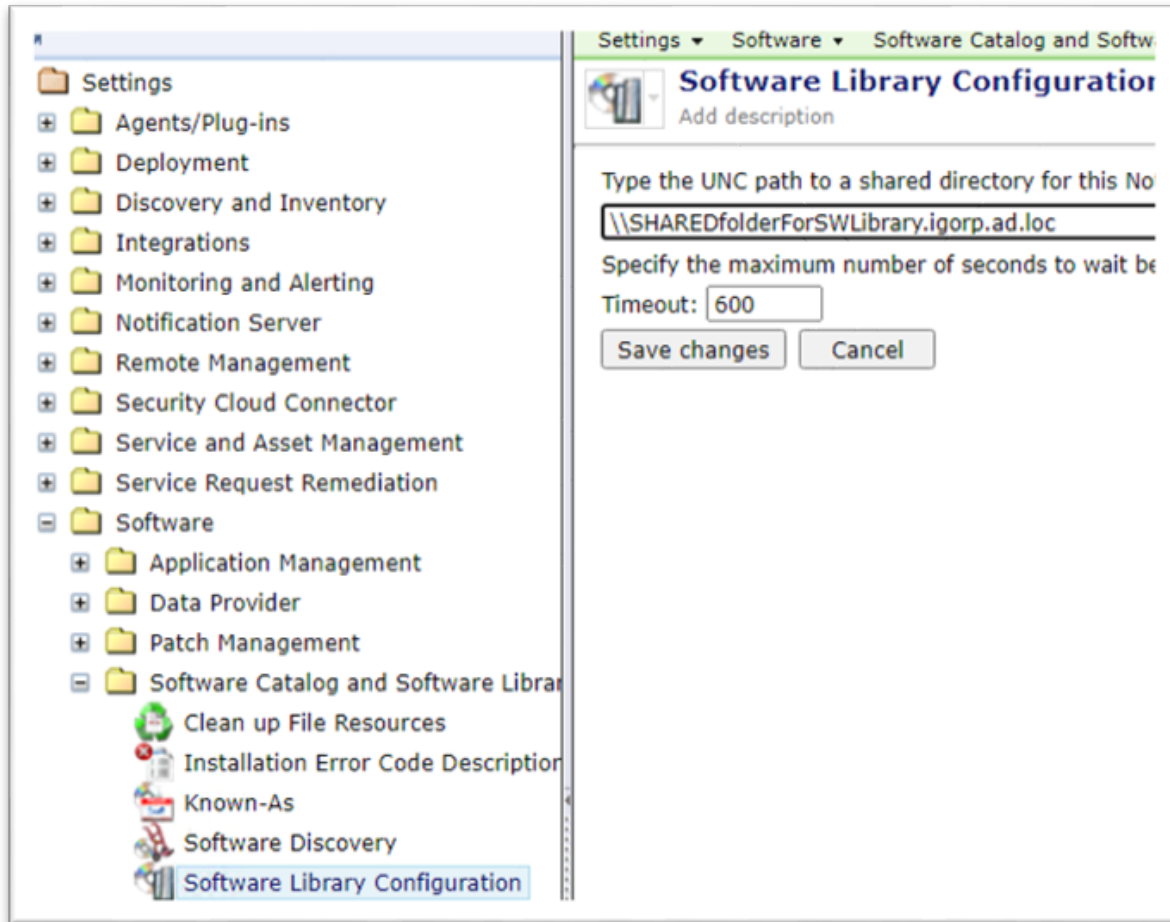 Settings
Agents/Plug-ins
Deployment
Discovery and Inventory
Integrations
Monitoring and Alerting
Notification Server
Remote Management
Security Cloud Connector
Service and Asset Management
Service Request Remediation
Software
Application Management
Data Provider
Patch Management
Software Catalog and Software Librar
Clean up File Resources
Installation Error Code Description
Known-As
Software Discovery
Software Library Configuration
Settings Software Software Catalog and Softwa
Software Library Configuration
Add description
Type the UNC path to a shared directory for this No
\\SHAREDfolderForSWLibrary.igorp.ad.loc
Specify the maximum number of seconds to wait be
Timeout: 600
Save changes Cancel